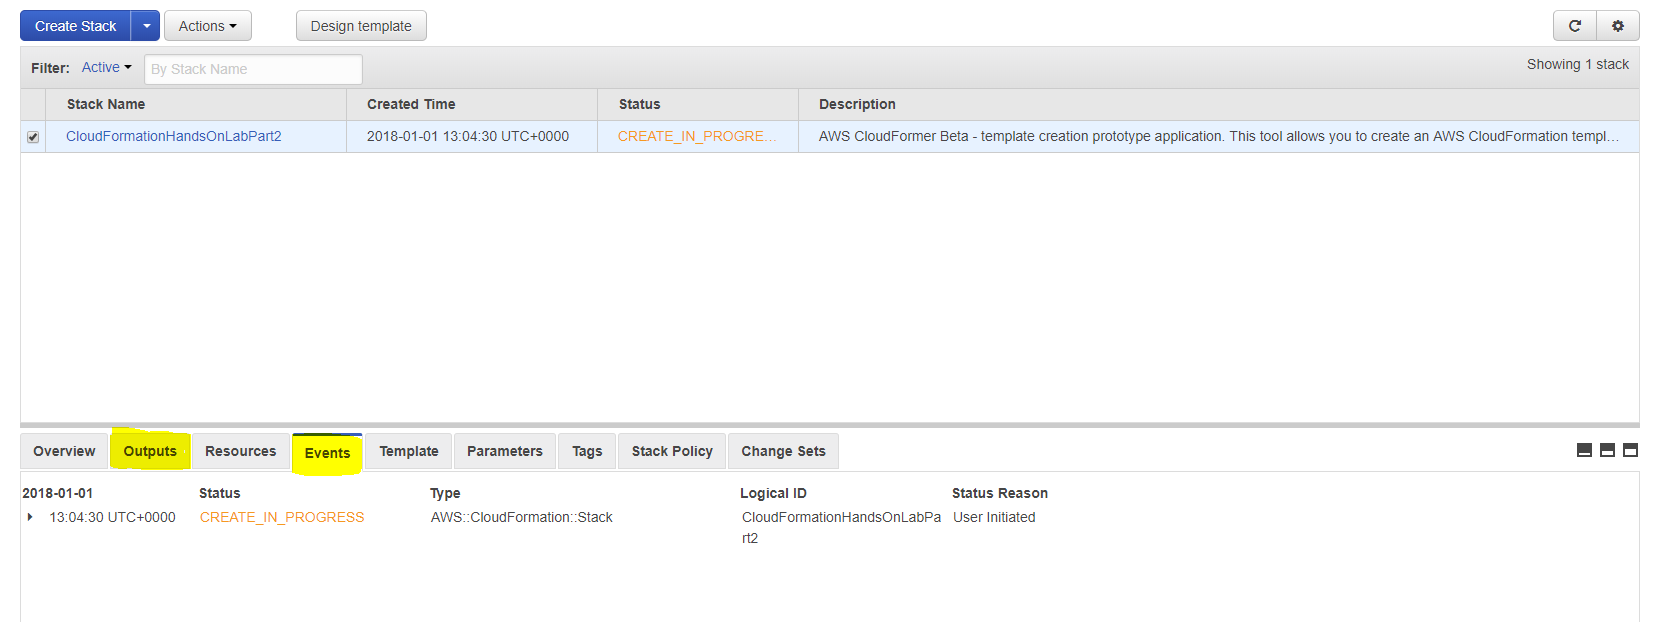 Create Stack Actions Design template
Filter: Active By Stack Name Showing 1 stack
Stack Name Created Time Status Description
CloudFormationHandsOnLabPart2 2018-01-01 13:04:30 UTC+0000 CREATE_IN_PROGRE... AWS CloudFormer Beta - template creation prototype application. This tool allows you to create an AWS CloudFormation templ...
Overview Outputs Resources Events Template Parameters Tags Stack Policy Change Sets
2018-01-01 Status Type Logical ID Status Reason
13:04:30 UTC+0000 CREATE_IN_PROGRESS AWS::CloudFormation::Stack CloudFormationHandsOnLabPa User Initiated
rt2